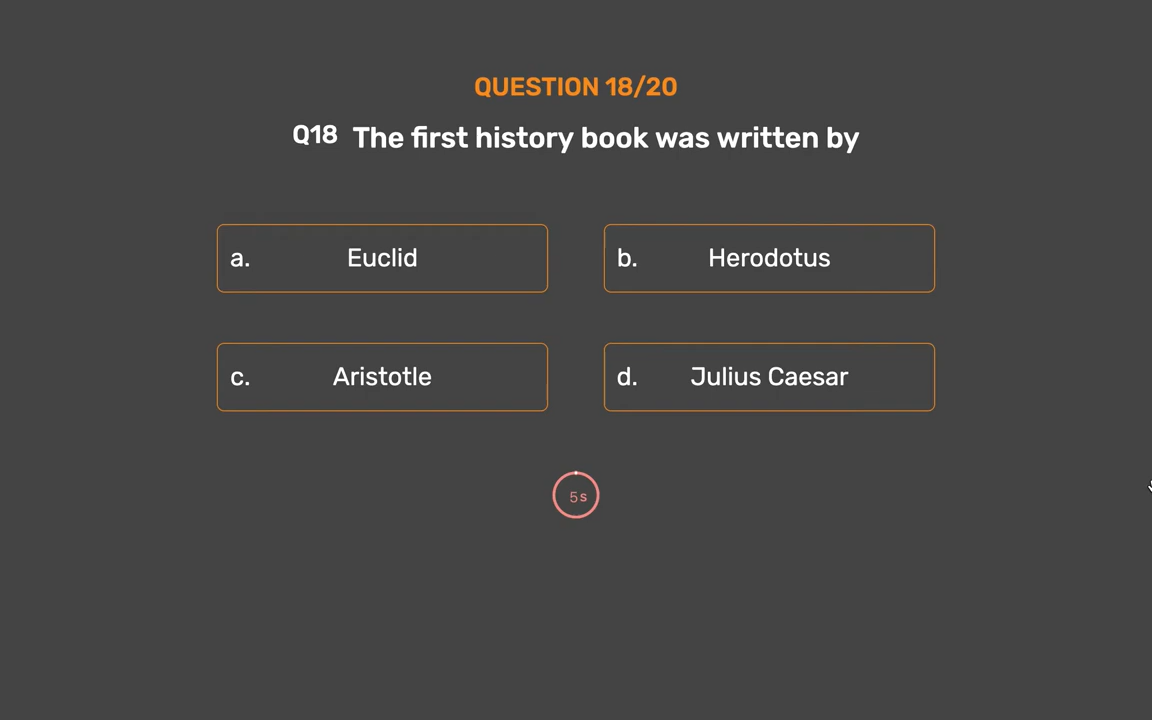 QUESTION 18/20
Q18 The first history book was written by
a. Euclid
b. Herodotus
c. Aristotle
d. Julius Caesar
5s